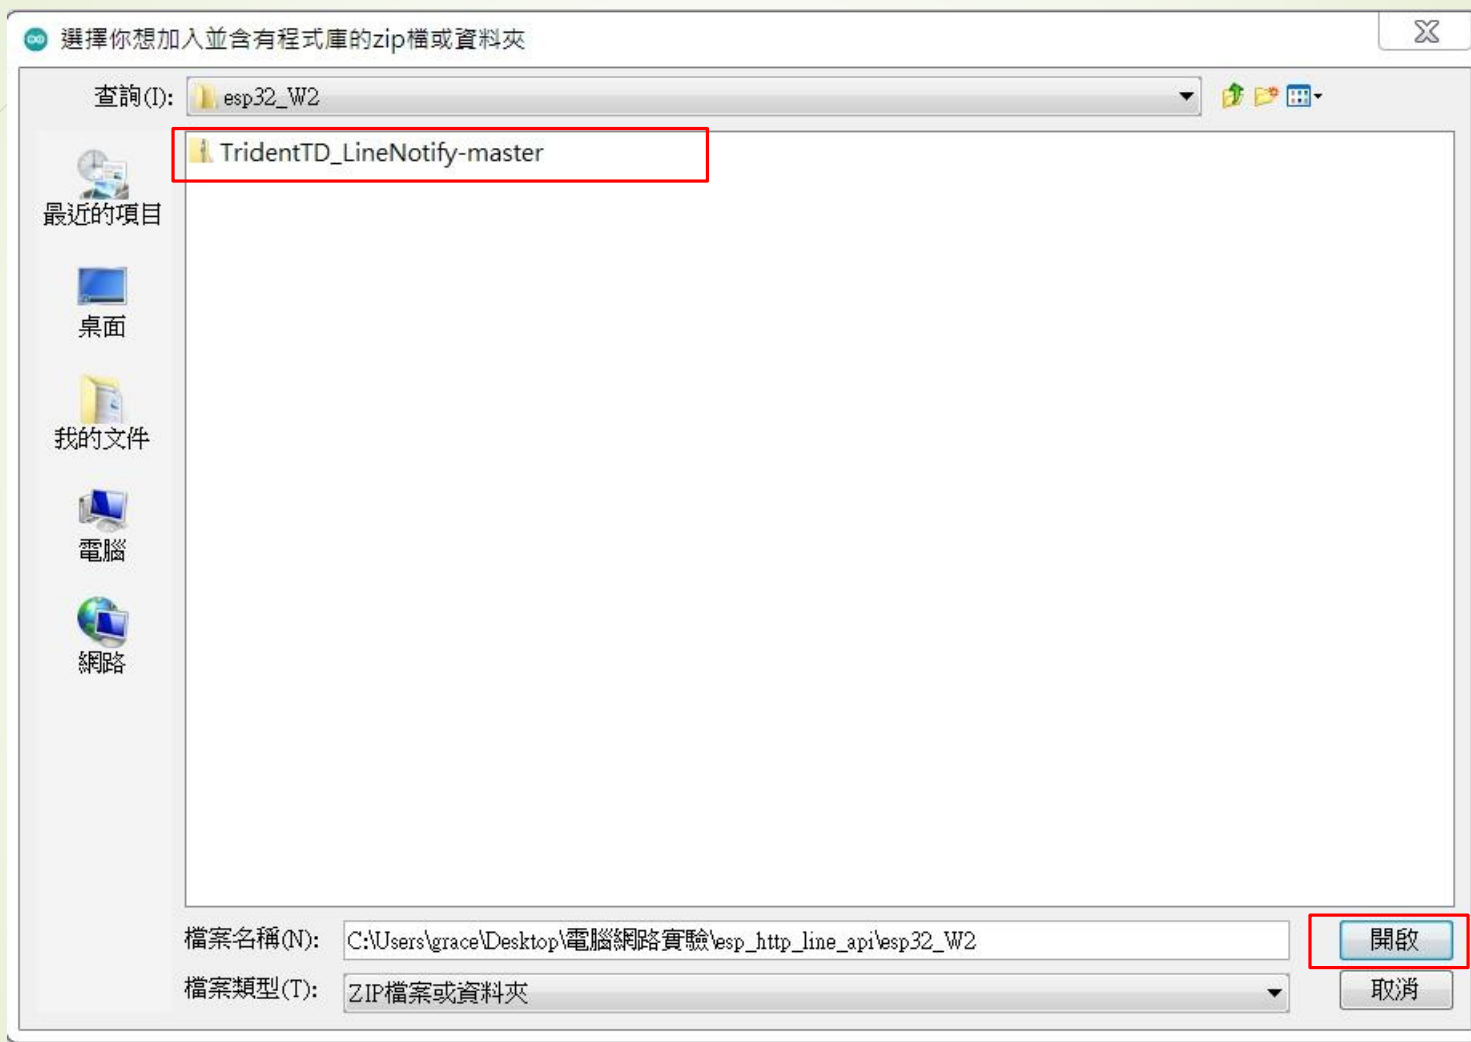 選擇你想加入並含有程式庫的zip檔或資料夾
查詢(I): esp32_W2
TridentTD_LineNotify-master
最近的項目
桌面
我的文件
電腦
網路
檔案名稱(N): C:\Users\grace\Desktop\電腦網路實驗\esp_http_line_api\esp32_W2 開啟
檔案類型(T): ZIP檔案或資料夾 取消